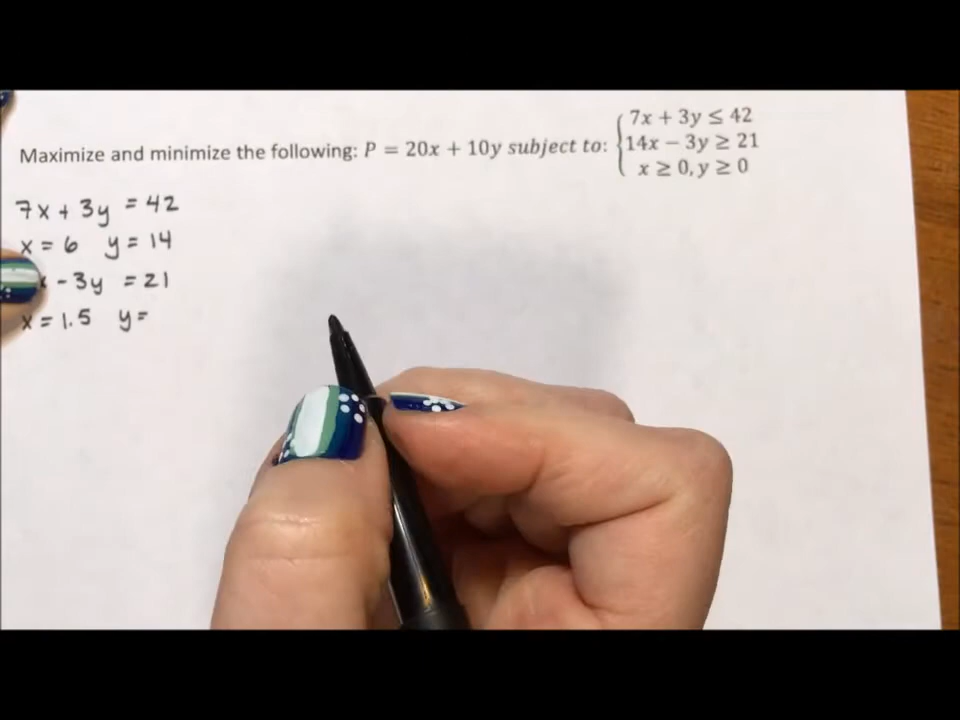 Maximize and minimize the following: P = 20x + 10y subject to: { 7x + 3y ≤ 42
14x − 3y ≥ 21
x ≥ 0, y ≥ 0
7x + 3y = 42
x = 6 y = 14
- 3y = 21
x = 1.5 y =